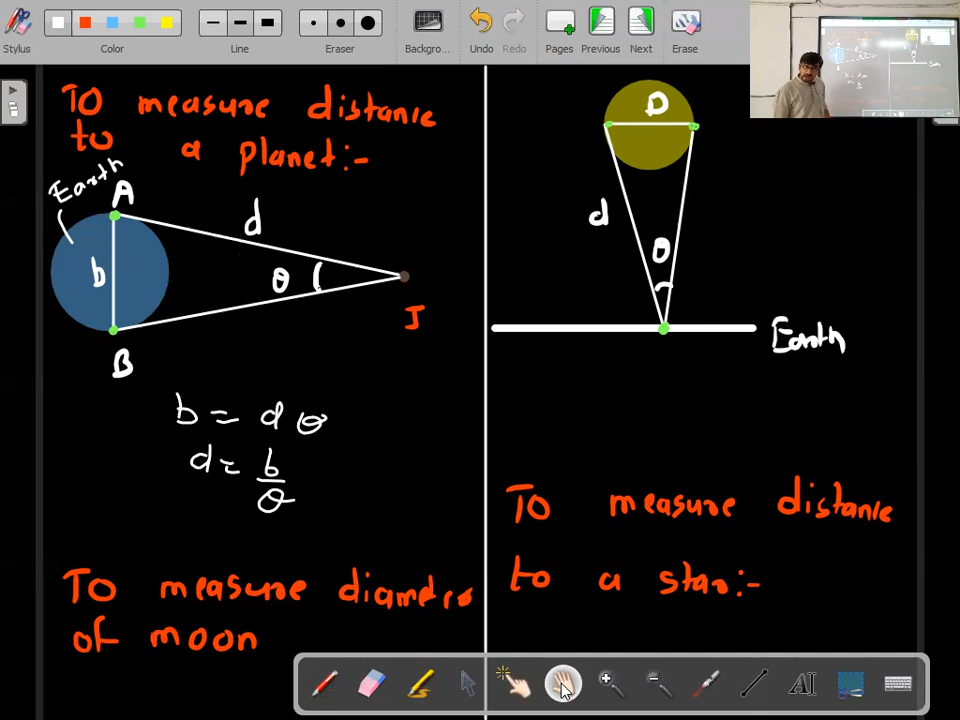 Stylus
Color
Line
Eraser
Backgro...
Undo
Redo
Pages
Previous
Next
Erase
To measure distance
to a planet:-
Earth
A
d
b
θ
J
B
b = dθ
d = b/θ
To measure diameter
of moon
D
d
θ
Earth
To measure distance
to a star:-
AI